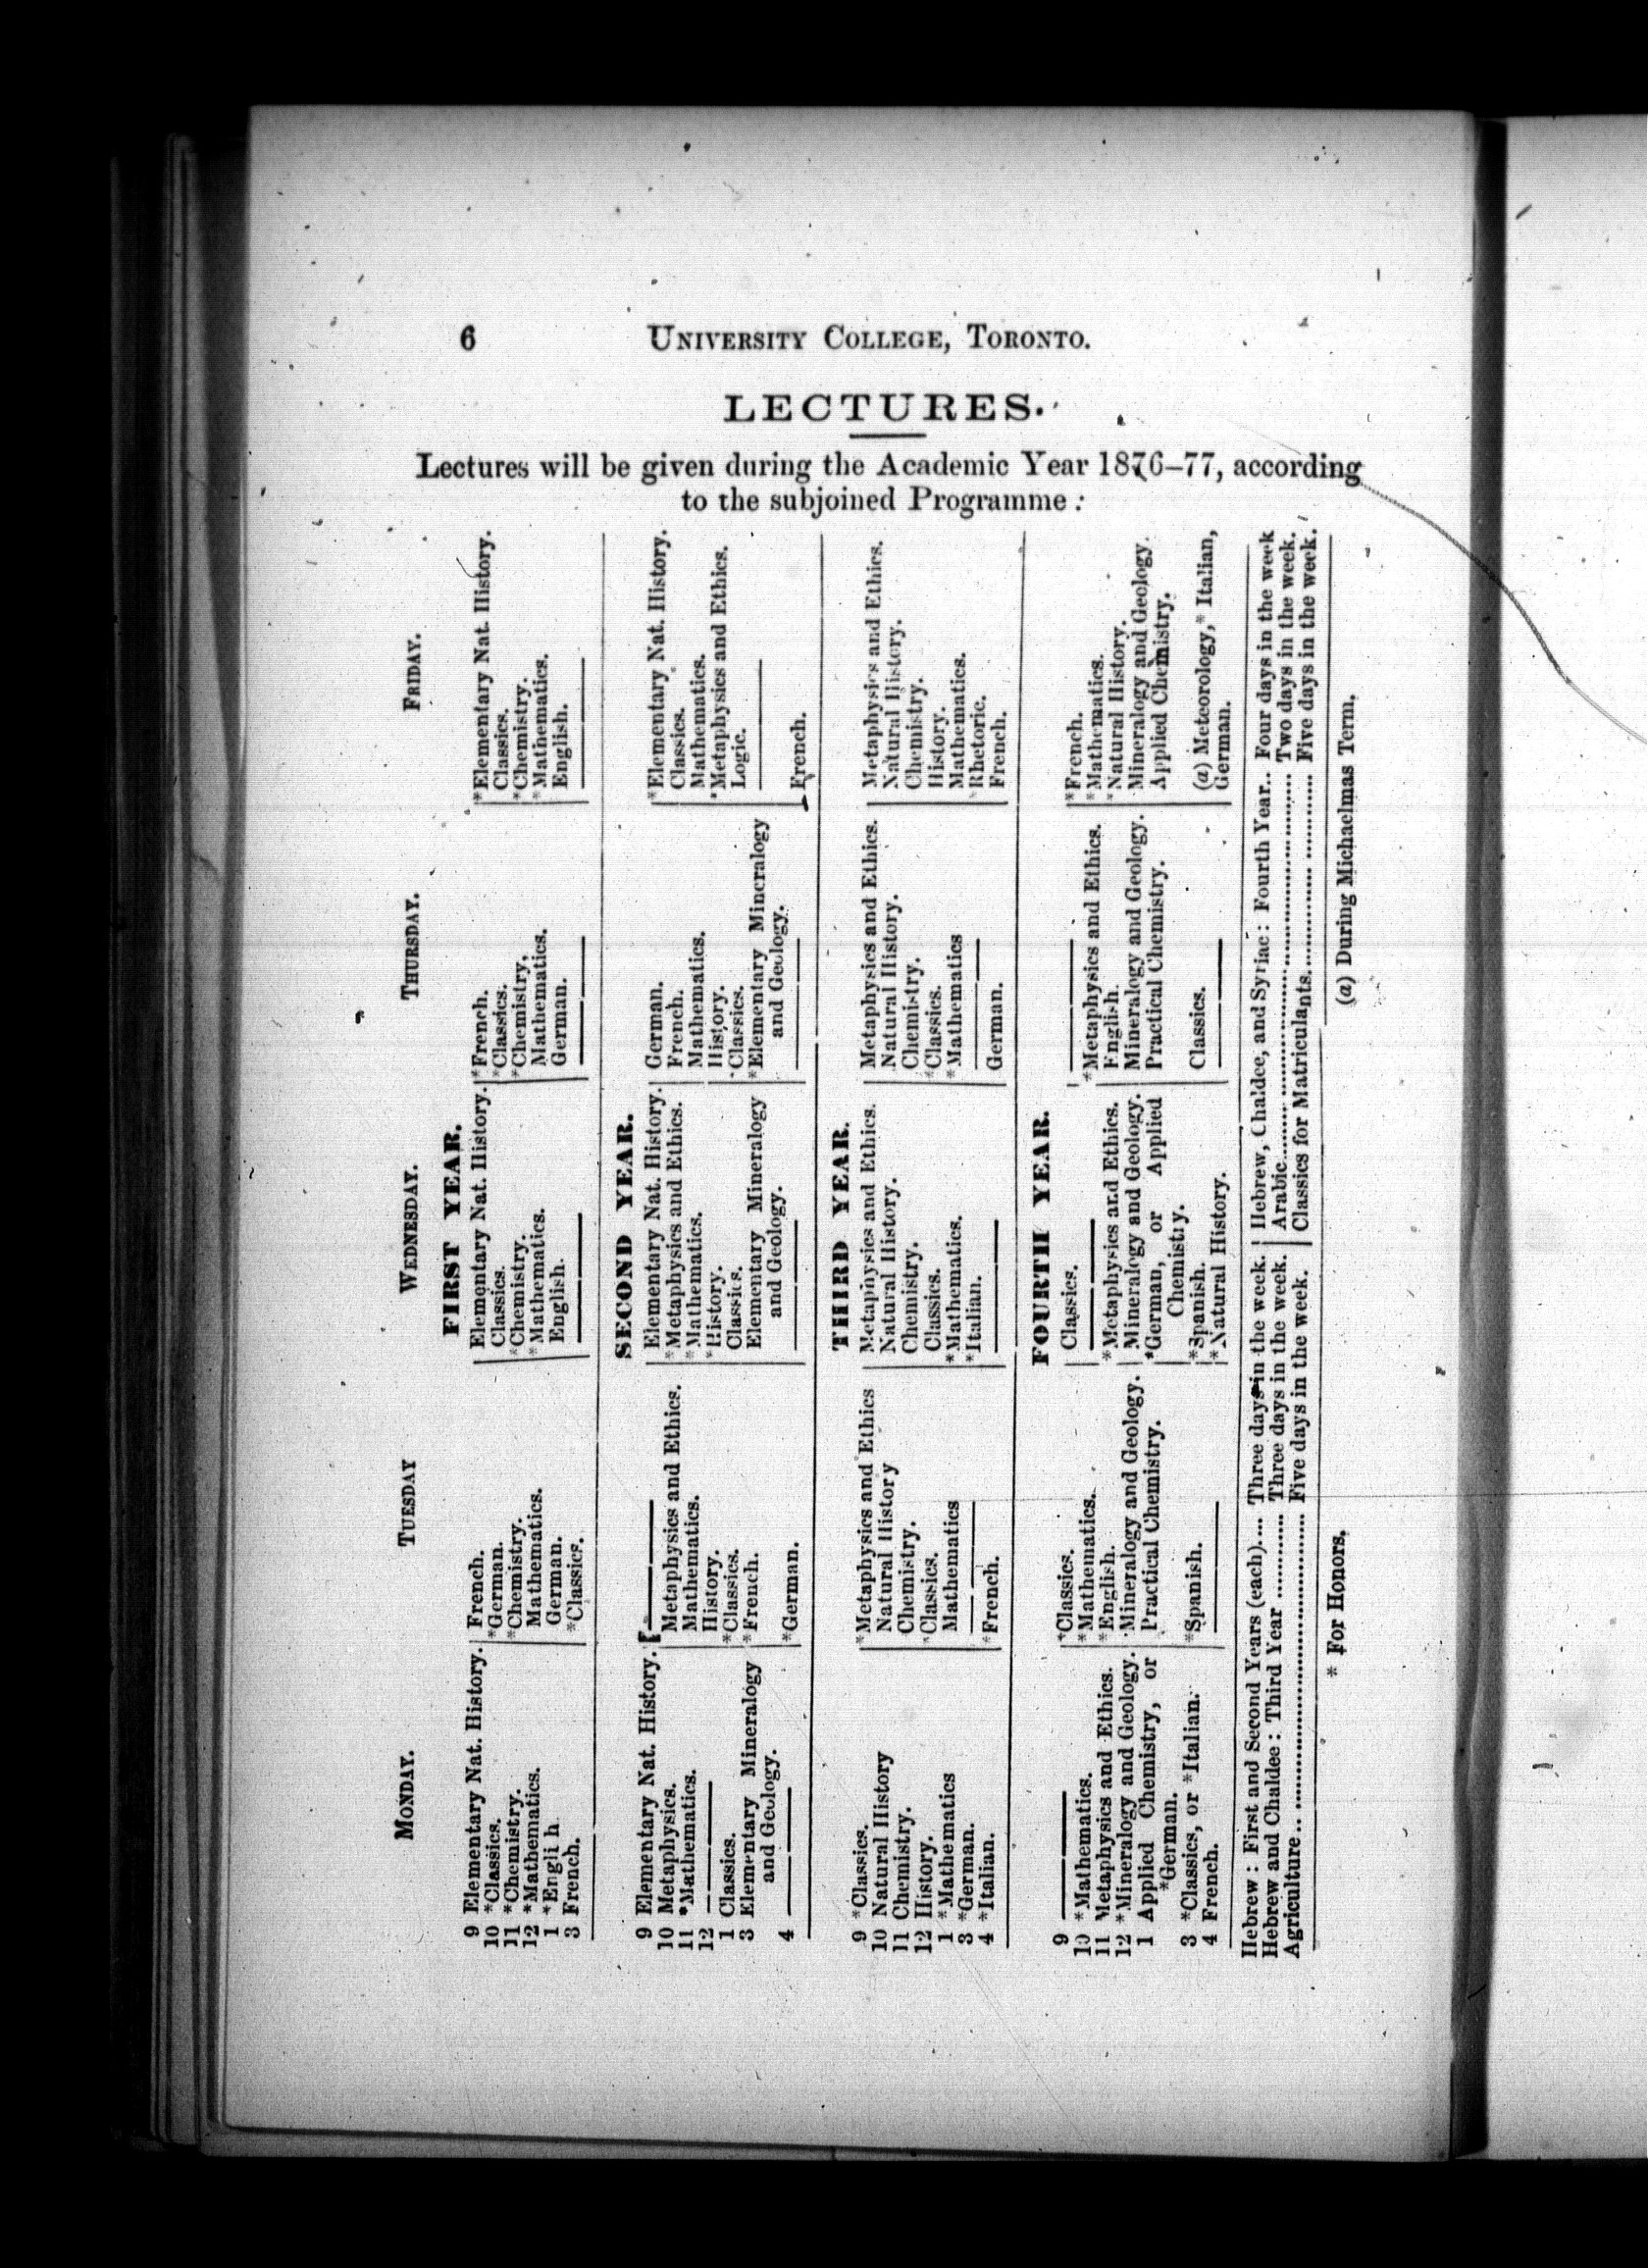 6 UNIVERSITY COLLEGE, TORONTO.
LECTURES.
Lectures will be given during the Academic Year 1876–77, according
to the subjoined Programme :
MONDAY. TUESDAY WEDNESDAY. THURSDAY. FRIDAY.
FIRST YEAR.
9 Elementary Nat. History. French. Elementary Nat. History. *French. *Elementary Nat. History.
10 *Classics. *German. Classics. *Classics. Classics.
11 *Chemistry. *Chemistry. *Chemistry. *Chemistry, *Chemistry.
12 *Mathematics. Mathematics. *Mathematics. Mathematics. *Mathematics.
1 *Engli h. German. English. German. English.
3 French. *Classics. —— —— ——
SECOND YEAR.
9 Elementary Nat. History. —— Elementary Nat. History. German. *Elementary Nat. History.
10 Metaphysics. Metaphysics and Ethics. *Metaphysics and Ethics. French. Classics.
11 *Mathematics. Mathematics. *Mathematics. Mathematics. Mathematics.
12 —— History. *History. History. *Metaphysics and Ethics.
1 Classics. *Classics. Classics. *Classics. Logic.
3 Elementary Mineralogy *French. Elementary Mineralogy *Elementary Mineralogy ——
and Geology. and Geology. and Geology.
4 —— *German. —— —— French.
THIRD YEAR.
9 *Classics. *Metaphysics and Ethics Metaphysics and Ethics. Metaphysics and Ethics. Metaphysics and Ethics.
10 Natural History Natural History Natural History. Natural History. Natural History.
11 Chemistry. Chemistry. Chemistry. Chemistry. Chemistry.
12 History. *Classics. Classics. *Classics. History.
1 *Mathematics Mathematics *Mathematics. *Mathematics Mathematics.
3 *German. —— *Italian. —— *Rhetoric.
4 *Italian. *French. —— German. French.
FOURTH YEAR.
9 —— *Classics. Classics. —— *French.
10 *Mathematics. *Mathematics. —— *Metaphysics and Ethics. *Mathematics.
11 Metaphysics and Ethics. *English. *Metaphysics and Ethics. English. *Natural History.
12 *Mineralogy and Geology. Mineralogy and Geology. Mineralogy and Geology. Mineralogy and Geology. Mineralogy and Geology.
1 Applied Chemistry, or Practical Chemistry. *German, or Applied Practical Chemistry. Applied Chemistry.
*German. Chemistry.
3 *Classics, or *Italian. *Spanish. *Spanish. Classics. (a) Meteorology,* Italian,
4 French. —— *Natural History. —— German.
Hebrew : First and Second Years (each).... Three days in the week. Hebrew, Chaldee, and Syriac : Fourth Year.. Four days in the week
Hebrew and Chaldee : Third Year ............ Three days in the week. Arabic............ Two days in the week.
Agriculture.. ............ Five days in the week. Classics for Matriculants............ Five days in the week.
* For Honors. (a) During Michaelmas Term.